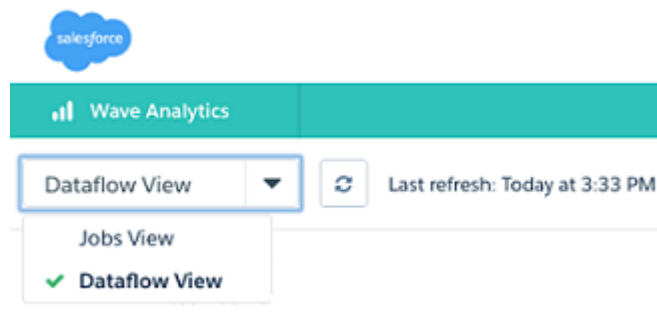 salesforce
Wave Analytics
Dataflow View
Last refresh: Today at 3:33 PM
Jobs View
Dataflow View